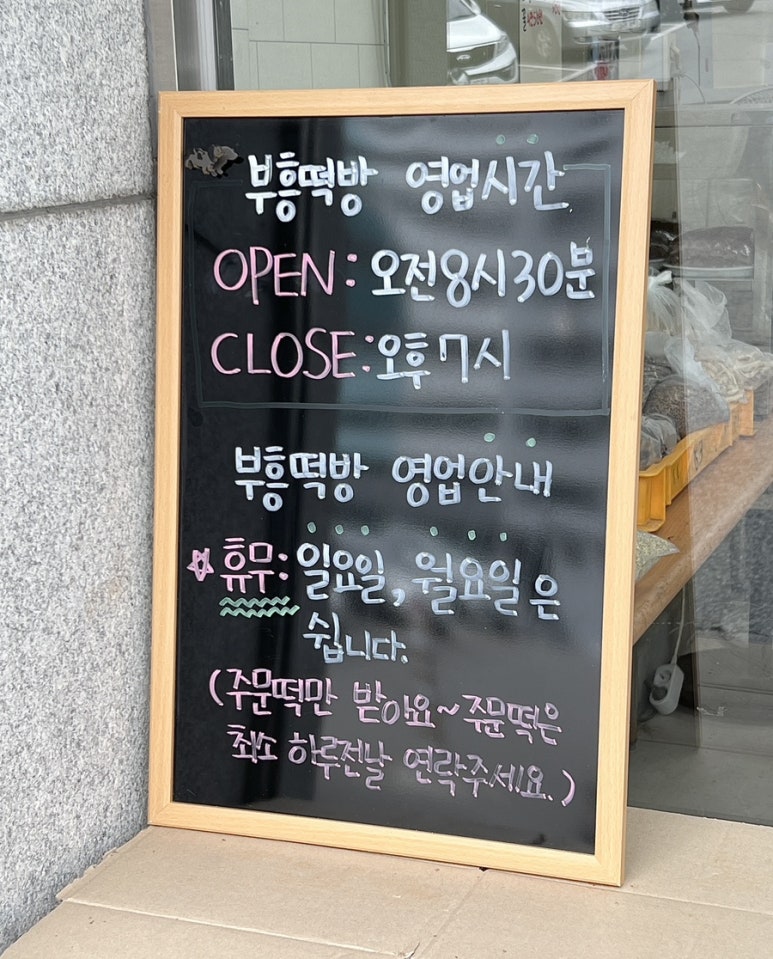 부흥떡방 영업시간
OPEN: 오전8시30분
CLOSE: 오후7시
부흥떡방 영업안내
☆휴무: 일요일, 월요일은
쉽니다.
(주문떡만 받아요~주문떡은
최소 하루전날 연락주세요.)